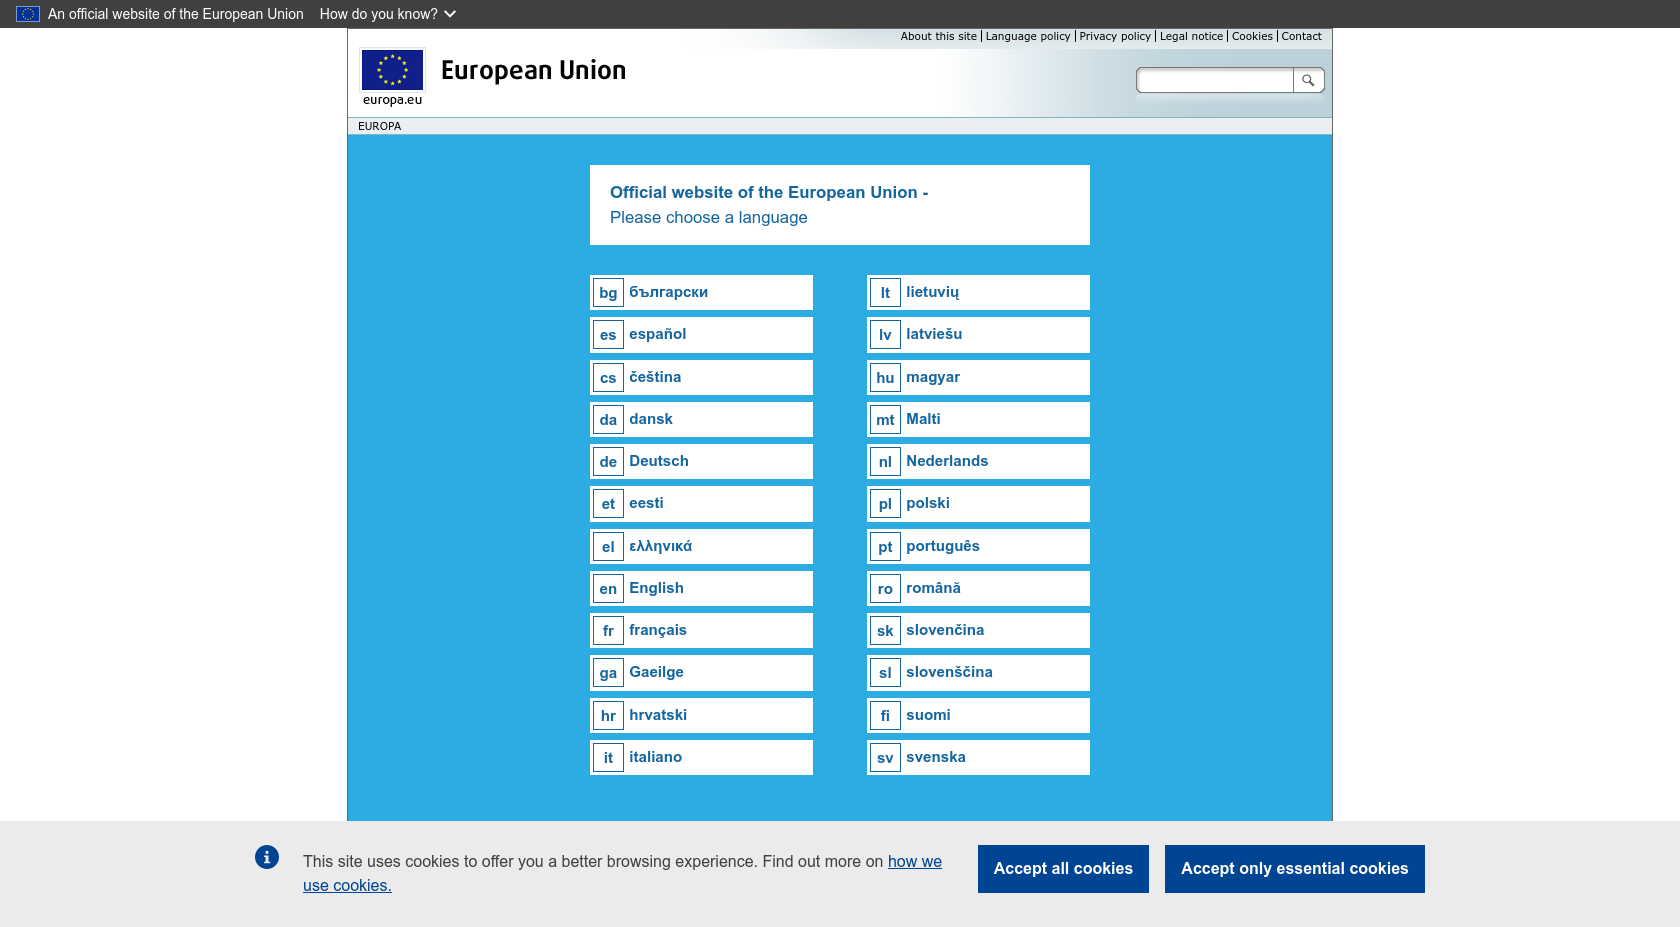 An official website of the European Union How do you know?
About this site | Language policy | Privacy policy | Legal notice | Cookies | Contact
European Union
europa.eu
EUROPA
Official website of the European Union -
Please choose a language
bg български
es español
cs čeština
da dansk
de Deutsch
et eesti
el ελληνικά
en English
fr français
ga Gaeilge
hr hrvatski
it italiano
lt lietuvių
lv latviešu
hu magyar
mt Malti
nl Nederlands
pl polski
pt português
ro română
sk slovenčina
sl slovenščina
fi suomi
sv svenska
This site uses cookies to offer you a better browsing experience. Find out more on how we
use cookies.
Accept all cookies
Accept only essential cookies